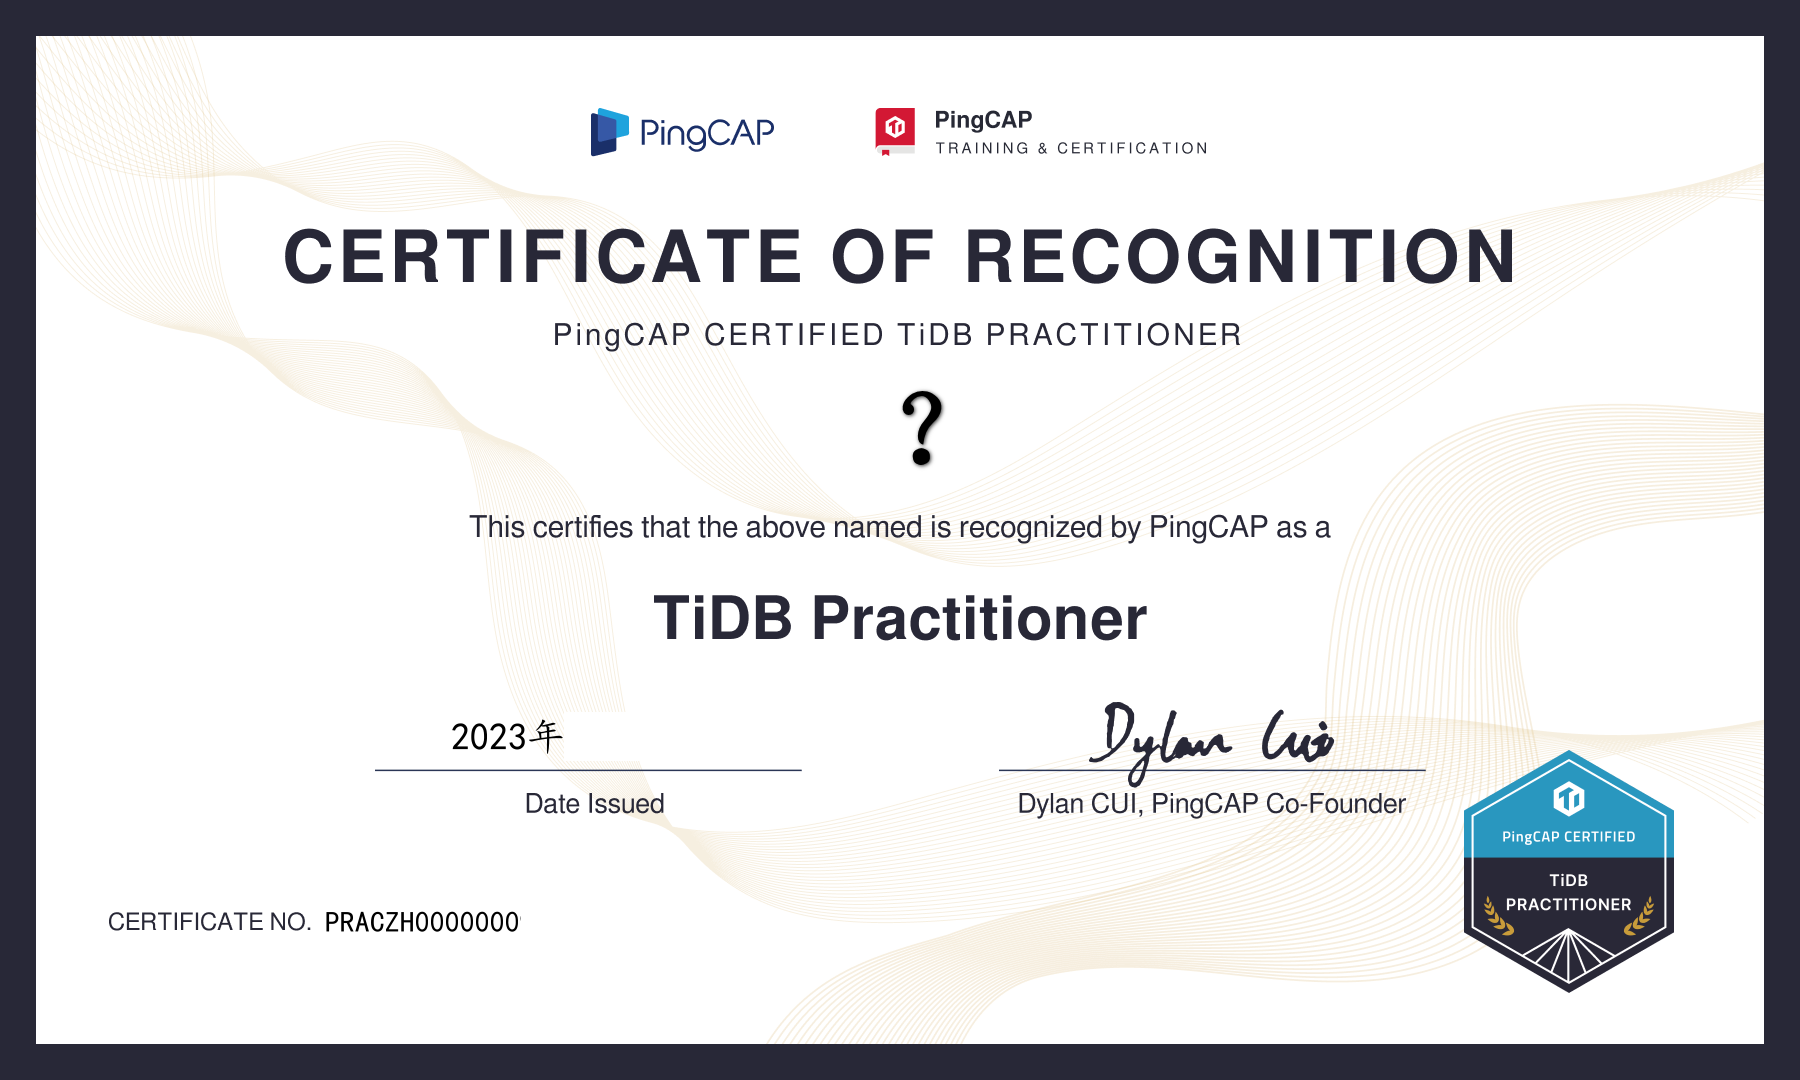 PingCAP
PingCAP
TRAINING & CERTIFICATION
CERTIFICATE OF RECOGNITION
PingCAP CERTIFIED TiDB PRACTITIONER
?
This certifies that the above named is recognized by PingCAP as a
TiDB Practitioner
2023年
Dylan Cui
Date Issued
Dylan CUI, PingCAP Co-Founder
PingCAP CERTIFIED
TiDB
PRACTITIONER
CERTIFICATE NO. PRACZH0000000